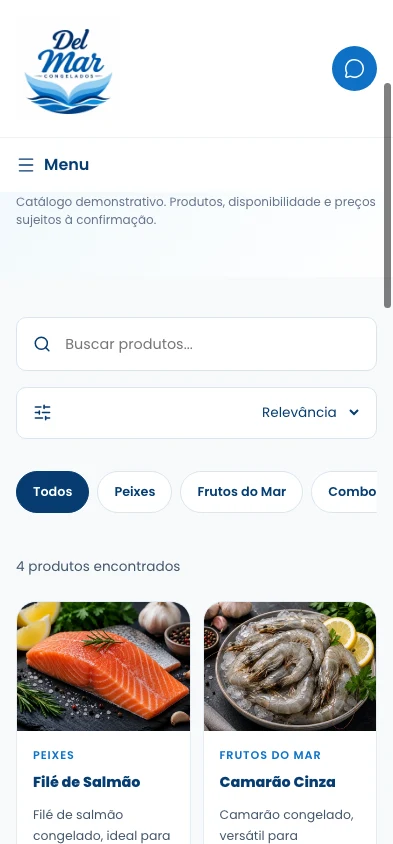 Del
Mar
CONGELADOS
Menu
Catálogo demonstrativo. Produtos, disponibilidade e preços
sujeitos à confirmação.
Buscar produtos...
Relevância
Todos
Peixes
Frutos do Mar
Combo
4 produtos encontrados
PEIXES
Filé de Salmão
Filé de salmão
congelado, ideal para
FRUTOS DO MAR
Camarão Cinza
Camarão congelado,
versátil para